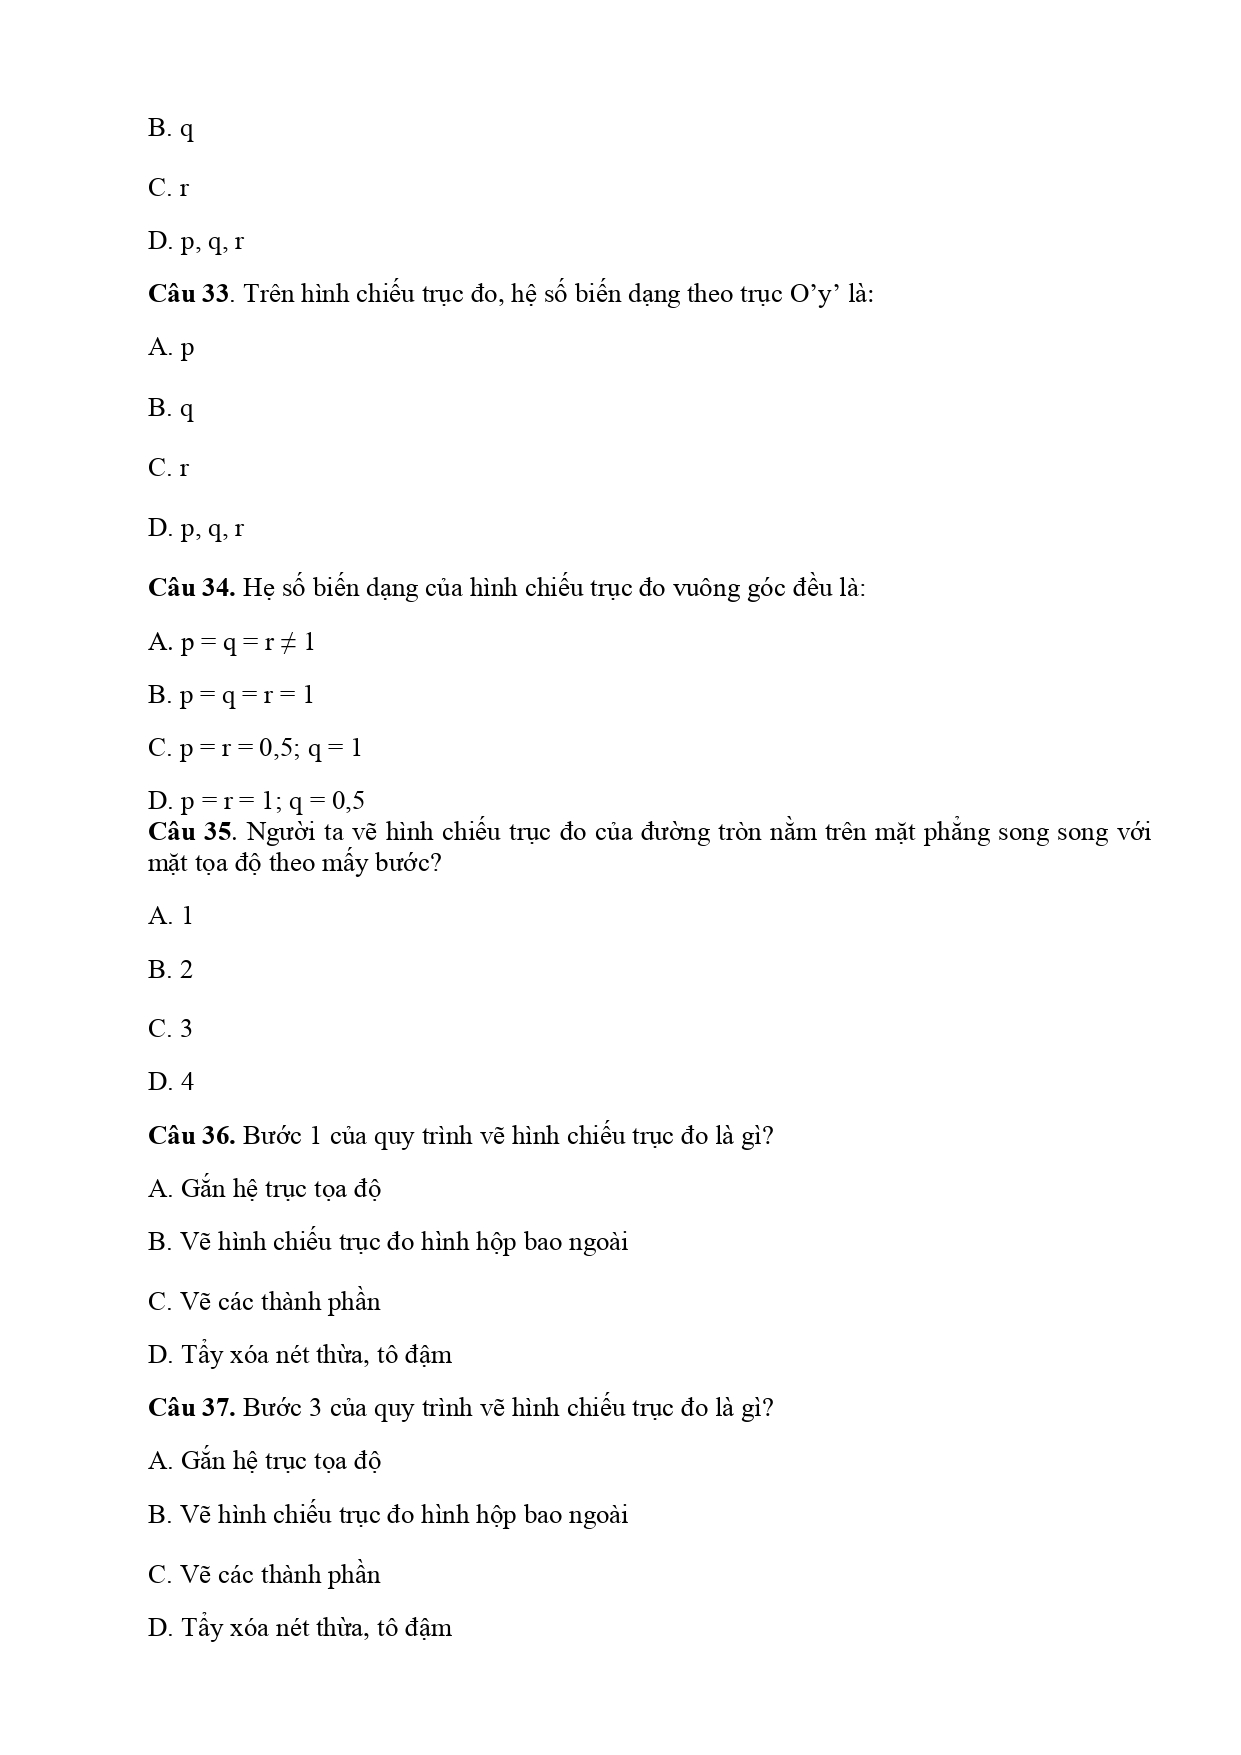 B. q
C. r
D. p, q, r
Câu 33. Trên hình chiếu trục đo, hệ số biến dạng theo trục O’y’ là:
A. p
B. q
C. r
D. p, q, r
Câu 34. Hẹ số biến dạng của hình chiếu trục đo vuông góc đều là:
A. p = q = r ≠ 1
B. p = q = r = 1
C. p = r = 0,5; q = 1
D. p = r = 1; q = 0,5
Câu 35. Người ta vẽ hình chiếu trục đo của đường tròn nằm trên mặt phẳng song song với
mặt tọa độ theo mấy bước?
A. 1
B. 2
C. 3
D. 4
Câu 36. Bước 1 của quy trình vẽ hình chiếu trục đo là gì?
A. Gắn hệ trục tọa độ
B. Vẽ hình chiếu trục đo hình hộp bao ngoài
C. Vẽ các thành phần
D. Tẩy xóa nét thừa, tô đậm
Câu 37. Bước 3 của quy trình vẽ hình chiếu trục đo là gì?
A. Gắn hệ trục tọa độ
B. Vẽ hình chiếu trục đo hình hộp bao ngoài
C. Vẽ các thành phần
D. Tẩy xóa nét thừa, tô đậm